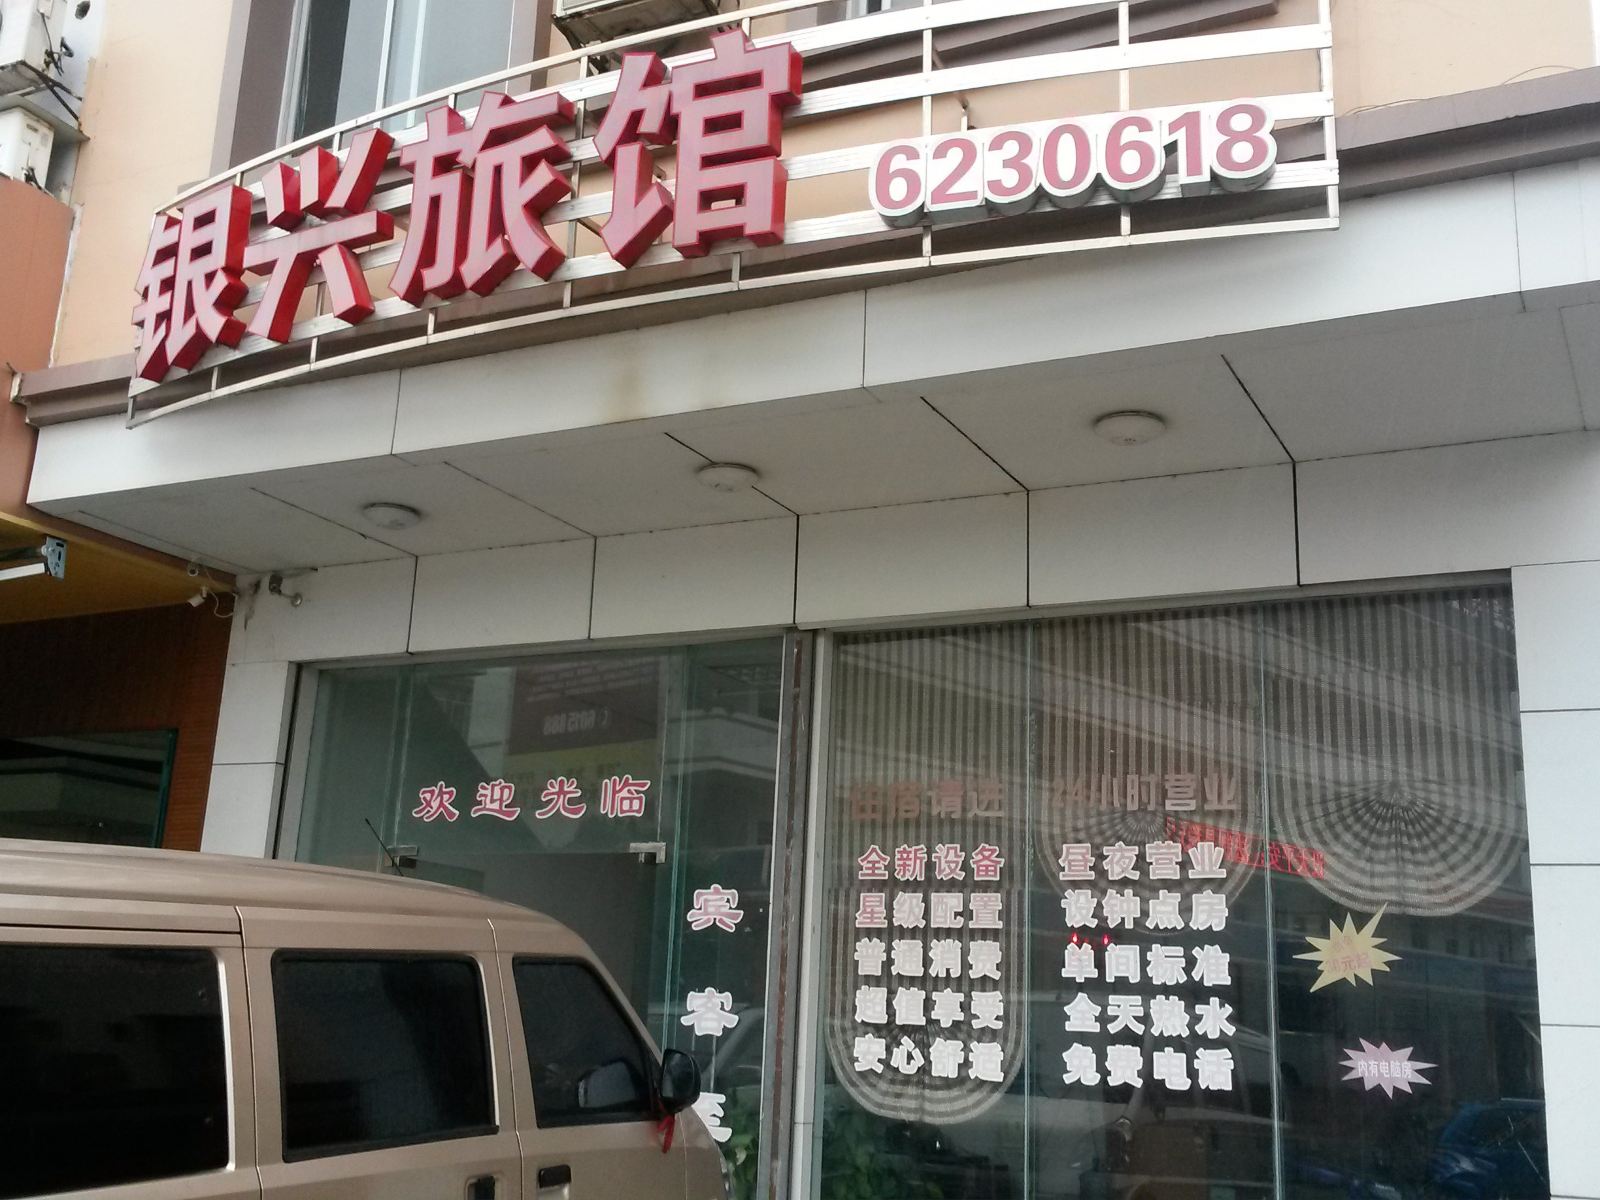 银兴旅馆 6230618
欢迎光临
宾客至
住宿请进
全新设备
星级配置
普通消费
超值享受
安心舒适
24小时营业
昼夜营业
设钟点房
单间标准
全天热水
免费电话
元起
内有电脑房